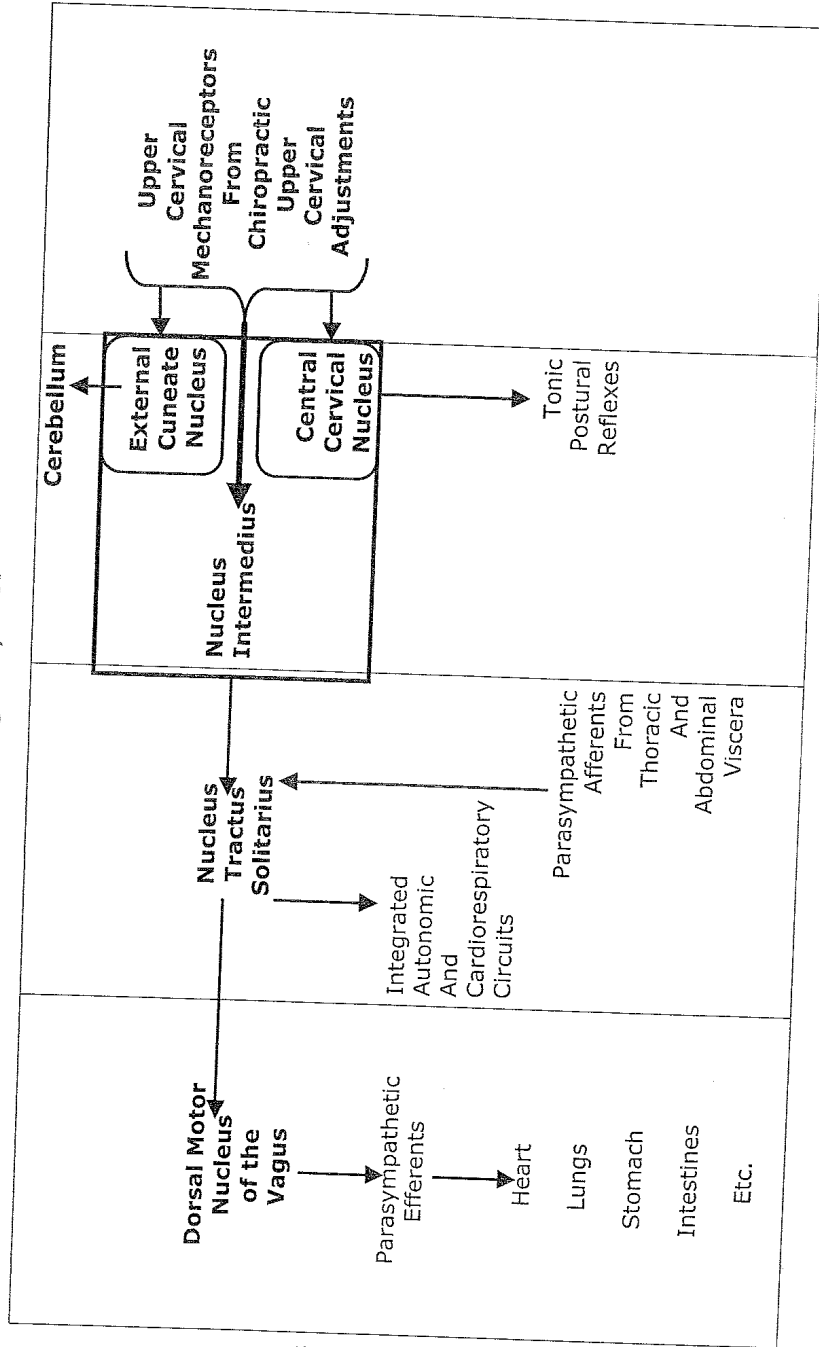 Cerebellum
External
Cuneate
Nucleus
Central
Cervical
Nucleus
Nucleus
Intermedius
Upper
Cervical
Mechanoreceptors
From
Chiropractic
Upper
Cervical
Adjustments
Tonic
Postural
Reflexes
Nucleus
Tractus
Solitarius
Integrated
Autonomic
And
Cardiorespiratory
Circuits
Parasympathetic
Afferents
From
Thoracic
And
Abdominal
Viscera
Dorsal Motor
Nucleus
of the
Vagus
Parasympathetic
Efferents
Heart
Lungs
Stomach
Intestines
Etc.